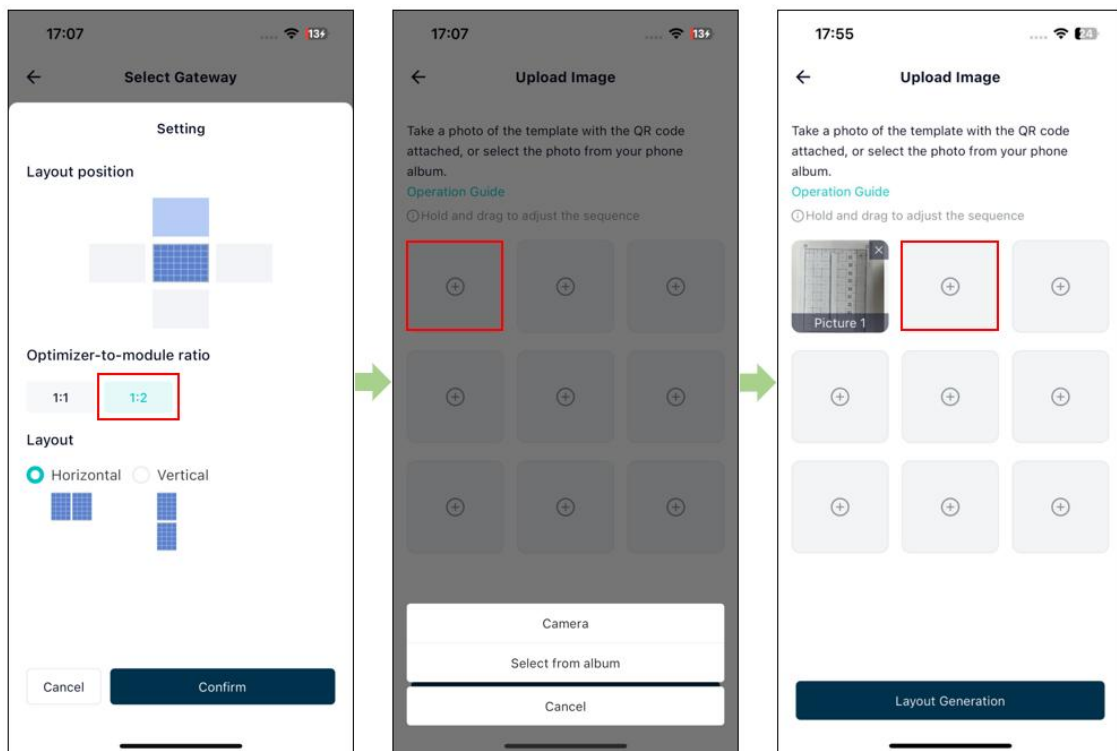 17:07
13
Select Gateway
Setting
Layout position
Optimizer-to-module ratio
1:1
1:2
Layout
Horizontal
Vertical
Cancel
Confirm
17:07
13
Upload Image
Take a photo of the template with the QR code
attached, or select the photo from your phone
album.
Operation Guide
Hold and drag to adjust the sequence
Camera
Select from album
Cancel
17:55
24
Upload Image
Take a photo of the template with the QR code
attached, or select the photo from your phone
album.
Operation Guide
Hold and drag to adjust the sequence
Picture 1
Layout Generation